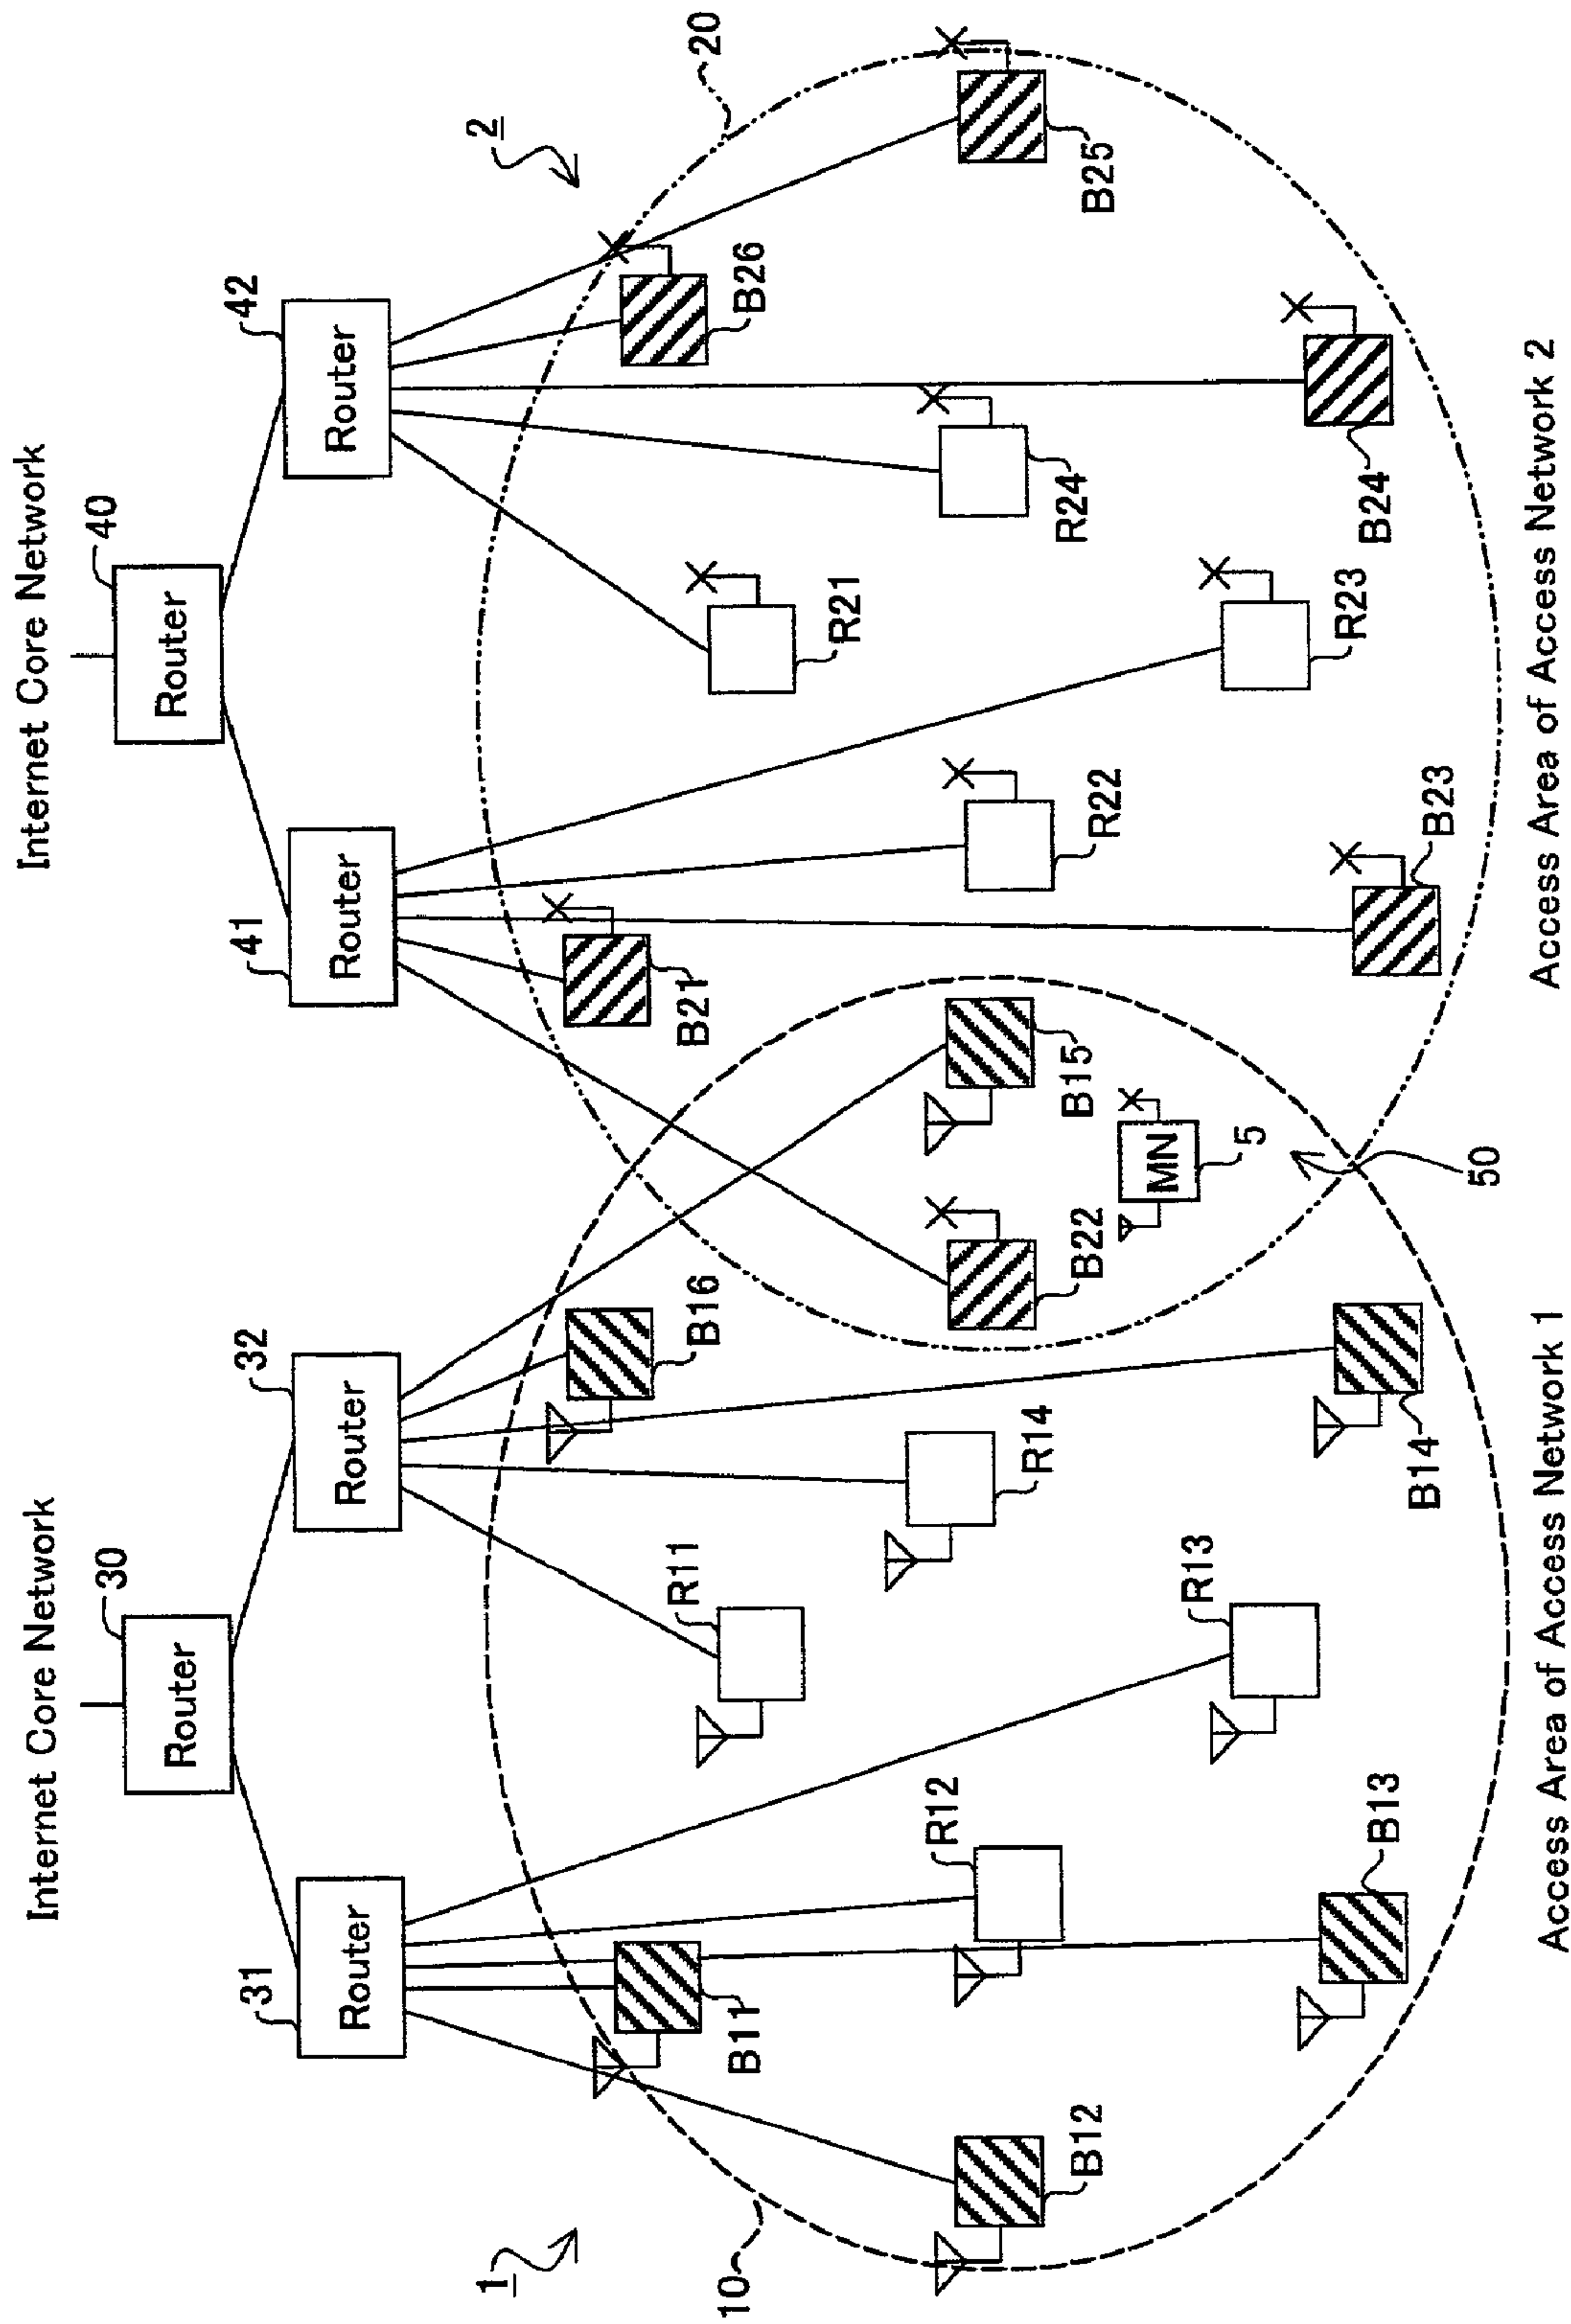 Internet Core Network
Internet Core Network
30
Router
40
Router
31
Router
32
Router
41
Router
42
Router
1
10
2
20
B11
B12
R12
B13
R11
R13
R14
B16
B14
B22
B15
MN
5
50
B21
B23
R22
R21
R23
R24
B24
B26
B25
Access Area of Access Network 1
Access Area of Access Network 2